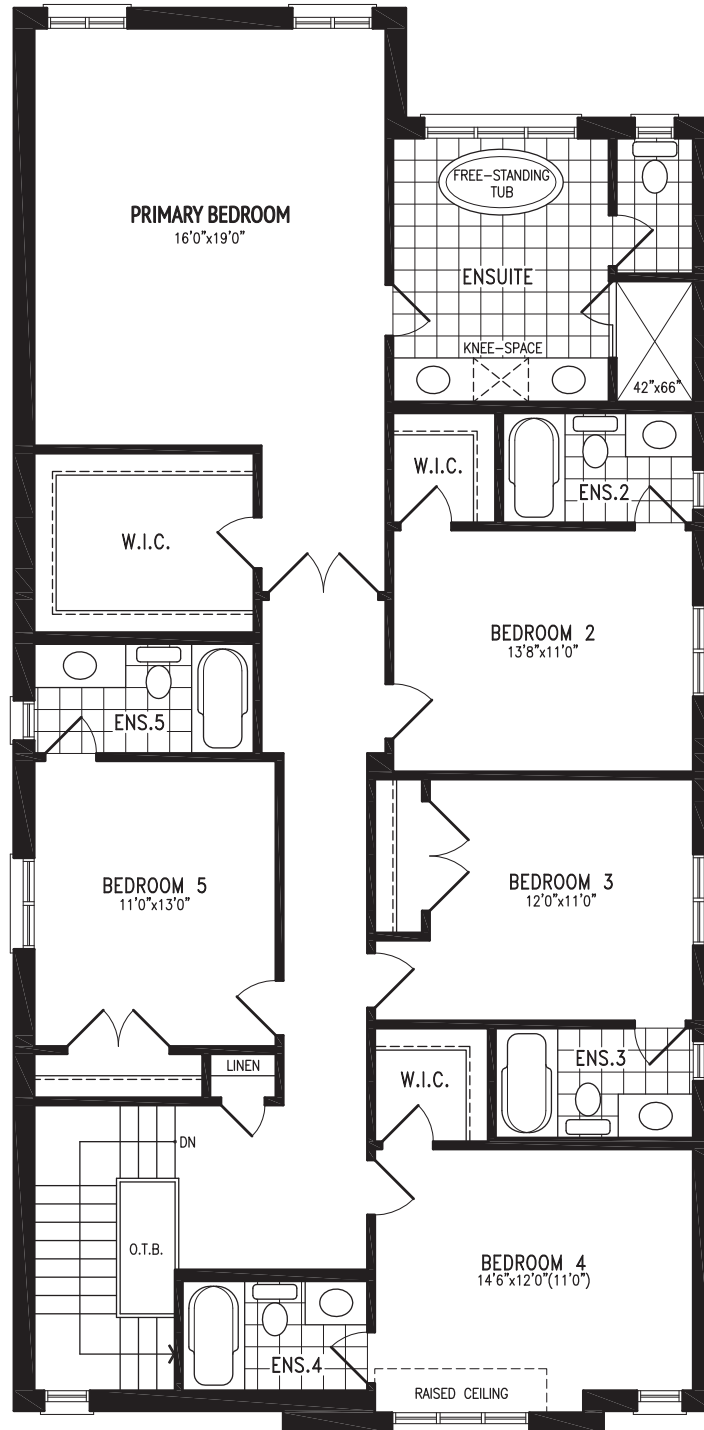 FREE-STANDING
TUB
PRIMARY BEDROOM
16'0"x19'0"
ENSUITE
KNEE-SPACE
42"x66"
W.I.C.
ENS.2
W.I.C.
BEDROOM 2
13'8"x11'0"
ENS.5
BEDROOM 5
11'0"x13'0"
BEDROOM 3
12'0"x11'0"
LINEN
W.I.C.
ENS.3
DN
O.T.B.
BEDROOM 4
14'6"x12'0"(11'0")
ENS.4
RAISED CEILING